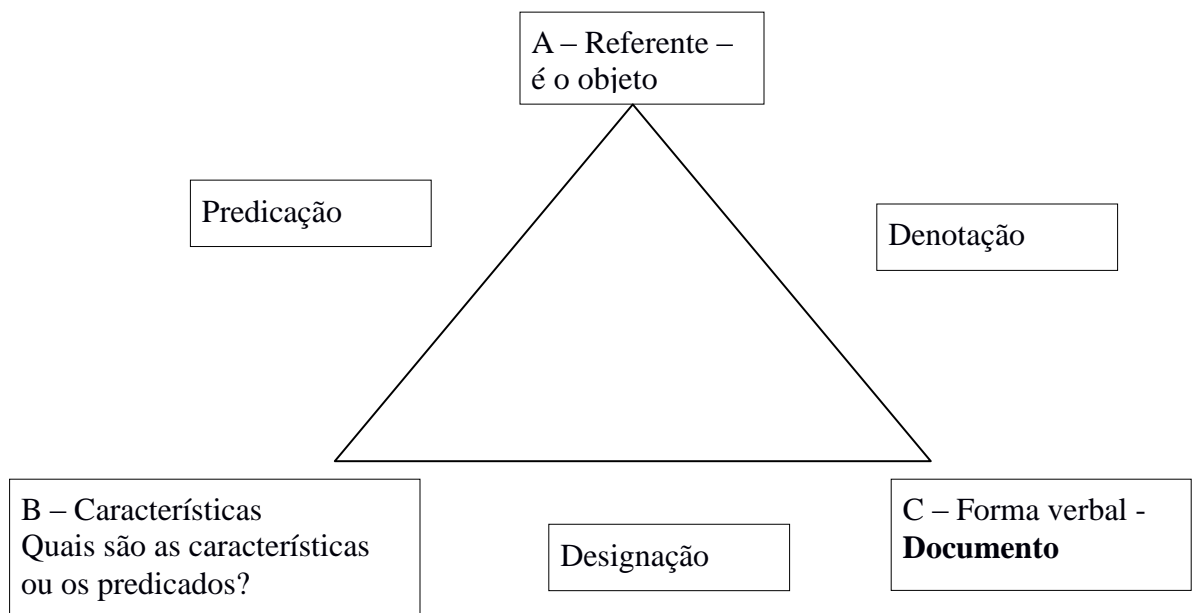 A – Referente –
é o objeto
Predicação
Denotação
B – Características
Quais são as características
ou os predicados?
Designação
C – Forma verbal -
Documento